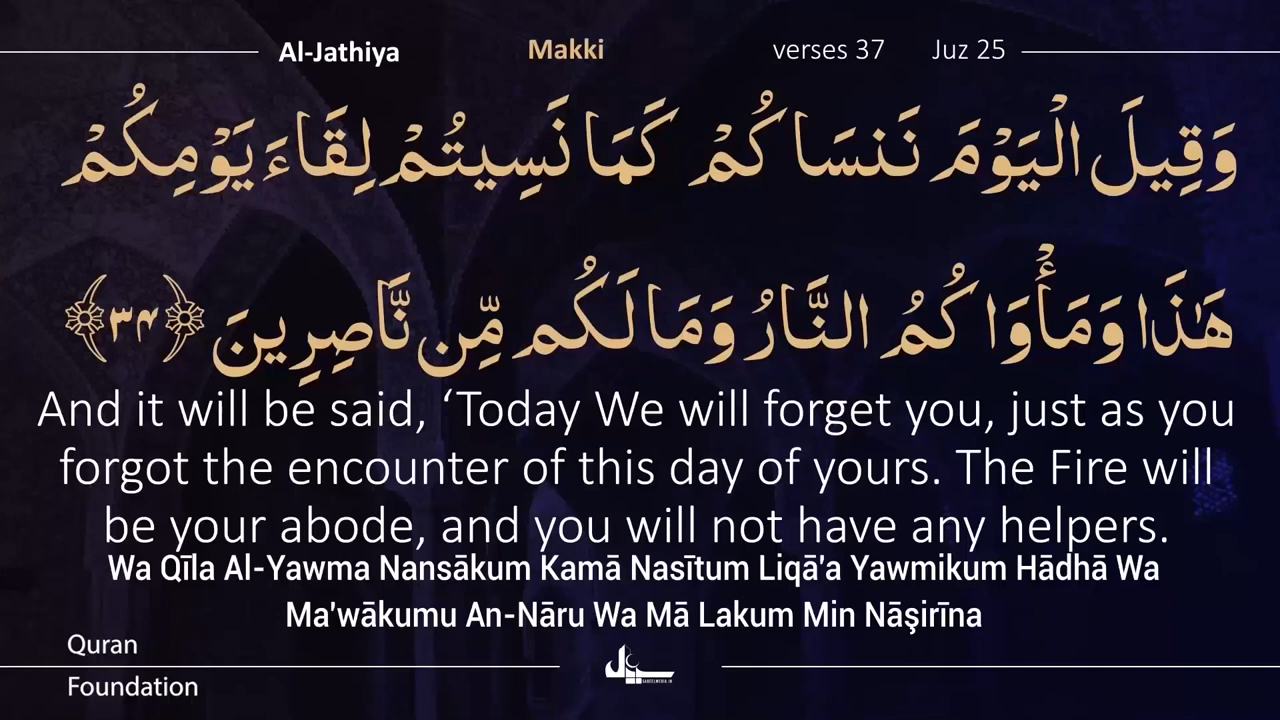 Al-Jathiya Makki verses 37 Juz 25
وَقِيلَ الْيَوْمَ نَنسَاكُمْ كَمَا نَسِيتُمْ لِقَاءَ يَوْمِكُمْ
هَٰذَا وَمَأْوَاكُمُ النَّارُ وَمَا لَكُم مِّن نَّاصِرِينَ ﴿۳۴﴾
And it will be said, ‘Today We will forget you, just as you
forgot the encounter of this day of yours. The Fire will
be your abode, and you will not have any helpers.
Wa Qīla Al-Yawma Nansākum Kamā Nasītum Liqā'a Yawmikum Hādhā Wa
Ma'wākumu An-Nāru Wa Mā Lakum Min Nāşirīna
Quran
Foundation